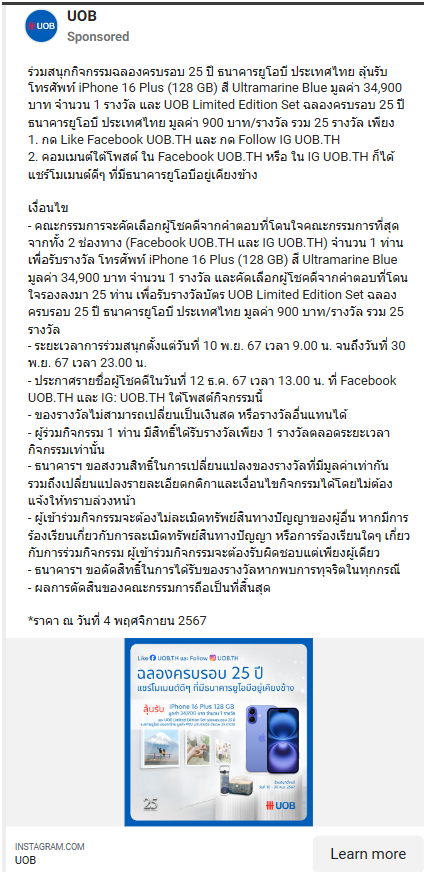 UOB
UOB
Sponsored
ร่วมสนุกกิจกรรมฉลองครบรอบ 25 ปี ธนาคารยูโอบี ประเทศไทย ลุ้นรับ
โทรศัพท์ iPhone 16 Plus (128 GB) สี Ultramarine Blue มูลค่า 34,900
บาท จำนวน 1 รางวัล และ UOB Limited Edition Set ฉลองครบรอบ 25 ปี
ธนาคารยูโอบี ประเทศไทย มูลค่า 900 บาท/รางวัล รวม 25 รางวัล เพียง
1. กด Like Facebook UOB.TH และ กด Follow IG UOB.TH
2. คอมเมนต์ใต้โพสต์ ใน Facebook UOB.TH หรือ ใน IG UOB.TH ก็ได้
แชร์โมเมนต์ดีๆ ที่มีธนาคารยูโอบีอยู่เคียงข้าง
เงื่อนไข
- คณะกรรมการจะคัดเลือกผู้โชคดีจากคำตอบที่โดนใจคณะกรรมการที่สุด
จากทั้ง 2 ช่องทาง (Facebook UOB.TH และ IG UOB.TH) จำนวน 1 ท่าน
เพื่อรับรางวัล โทรศัพท์ iPhone 16 Plus (128 GB) สี Ultramarine Blue
มูลค่า 34,900 บาท จำนวน 1 รางวัล และคัดเลือกผู้โชคดีจากคำตอบที่โดน
ใจรองลงมา 25 ท่าน เพื่อรับรางวัลบัตร UOB Limited Edition Set ฉลอง
ครบรอบ 25 ปี ธนาคารยูโอบี ประเทศไทย มูลค่า 900 บาท/รางวัล รวม 25
รางวัล
- ระยะเวลาการร่วมสนุกตั้งแต่วันที่ 10 พ.ย. 67 เวลา 9.00 น. จนถึงวันที่ 30
พ.ย. 67 เวลา 23.00 น.
- ประกาศรายชื่อผู้โชคดีในวันที่ 12 ธ.ค. 67 เวลา 13.00 น. ที่ Facebook
UOB.TH และ IG: UOB.TH ใต้โพสต์กิจกรรมนี้
- ของรางวัลไม่สามารถเปลี่ยนเป็นเงินสด หรือรางวัลอื่นแทนได้
- ผู้ร่วมกิจกรรม 1 ท่าน มีสิทธิ์ได้รับรางวัลเพียง 1 รางวัลตลอดระยะเวลา
กิจกรรมเท่านั้น
- ธนาคารฯ ขอสงวนสิทธิ์ในการเปลี่ยนแปลงของรางวัลที่มีมูลค่าเท่ากัน
รวมถึงเปลี่ยนแปลงรายละเอียดกติกาและเงื่อนไขกิจกรรมได้โดยไม่ต้อง
แจ้งให้ทราบล่วงหน้า
- ผู้เข้าร่วมกิจกรรมจะต้องไม่ละเมิดทรัพย์สินทางปัญญาของผู้อื่น หากมีการ
ร้องเรียนเกี่ยวกับการละเมิดทรัพย์สินทางปัญญา หรือการร้องเรียนใดๆ เกี่ยว
กับการร่วมกิจกรรม ผู้เข้าร่วมกิจกรรมจะต้องรับผิดชอบแต่เพียงผู้เดียว
- ธนาคารฯ ขอตัดสิทธิ์ในการได้รับของรางวัลหากพบการทุจริตในทุกกรณี
- ผลการตัดสินของคณะกรรมการถือเป็นที่สิ้นสุด
*ราคา ณ วันที่ 4 พฤศจิกายน 2567
Like UOB.TH และ Follow UOB.TH
ฉลองครบรอบ 25 ปี
แชร์โมเมนต์ดีๆ ที่มีธนาคารยูโอบีอยู่เคียงข้าง
ลุ้นรับ iPhone 16 Plus 128 GB
มูลค่า 34,900 บาท จำนวน 1 รางวัล
25
UOB
INSTAGRAM.COM
UOB
Learn more